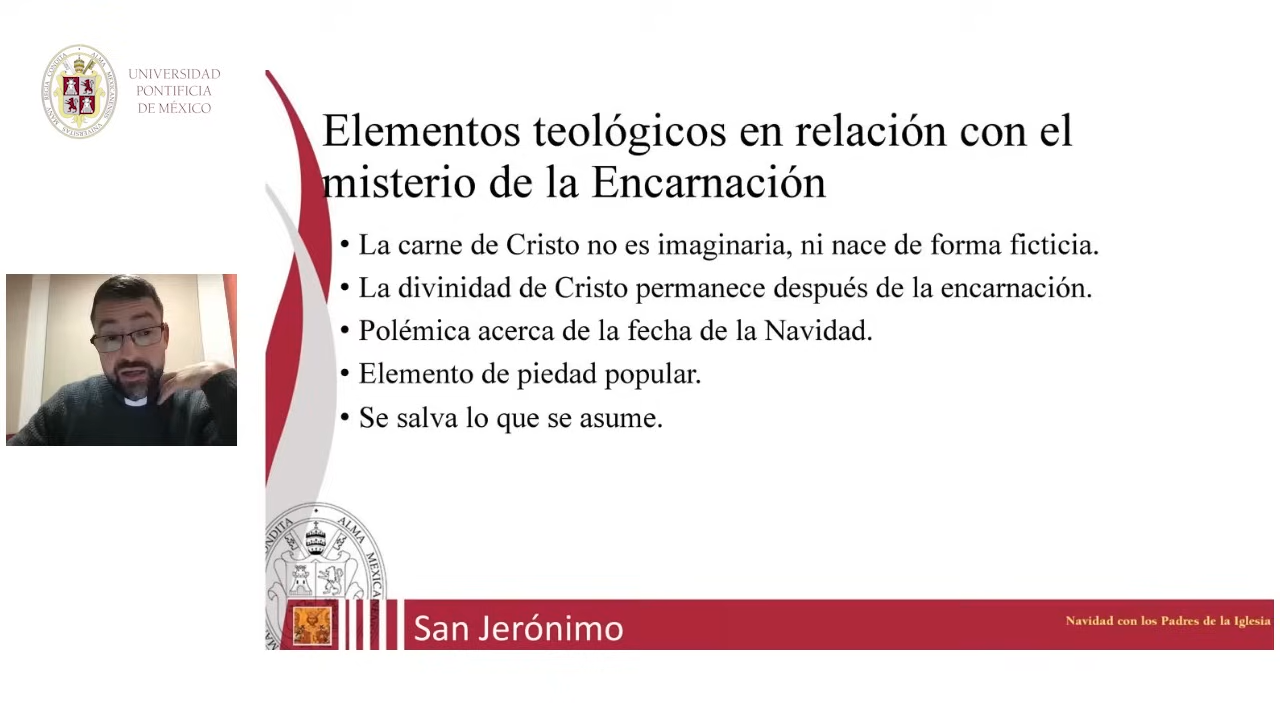 UNIVERSIDAD
PONTIFICIA
DE MÉXICO
Elementos teológicos en relación con el
misterio de la Encarnación
• La carne de Cristo no es imaginaria, ni nace de forma ficticia.
• La divinidad de Cristo permanece después de la encarnación.
• Polémica acerca de la fecha de la Navidad.
• Elemento de piedad popular.
• Se salva lo que se asume.
CONDITA ALMA MEXICAN
San Jerónimo
Navidad con los Padres de la Iglesia